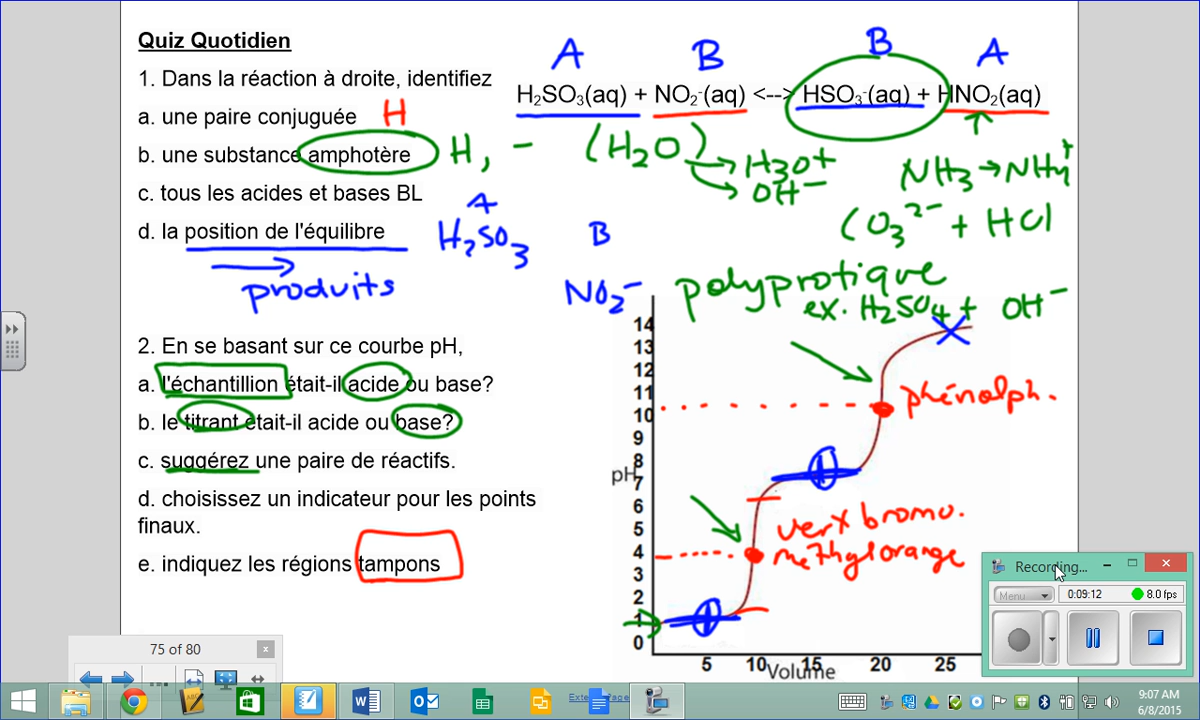 Quiz Quotidien
1. Dans la réaction à droite, identifiez
a. une paire conjuguée H
b. une substance amphotère H, -
c. tous les acides et bases BL
d. la position de l'équilibre
produits
A B B A
H₂SO₃(aq) + NO₂⁻(aq) <--> HSO₃⁻(aq) + HNO₂(aq)
(H₂O)
H₃O+
OH⁻
NH₃ → NH₄⁺
CO₃²⁻ + HCl
A
H₂SO₃
B
NO₂⁻
polyprotique
ex. H₂SO₄ + OH⁻
2. En se basant sur ce courbe pH,
a. l'échantillion était-il acide ou base?
b. le titrant était-il acide ou base?
c. suggérez une paire de réactifs.
d. choisissez un indicateur pour les points
finaux.
e. indiquez les régions tampons
14
13
12
11
10
9
8
7
6
5
4
3
2
1
0
pH
phénolph.
vert bromo.
methylorange
5 10 15 20 25
Volume
Recording...
Menu 0:09:12 8.0 fps
75 of 80
9:07 AM
6/8/2015